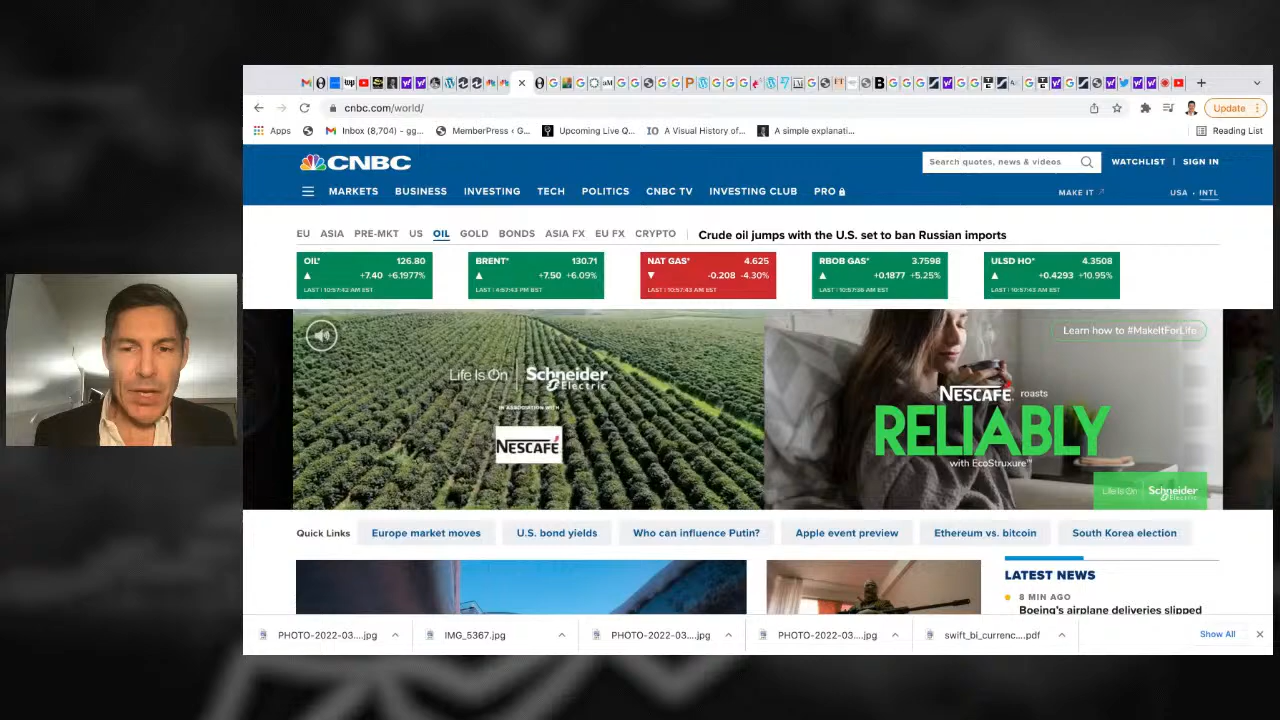 cnbc.com/world/
Update
Apps
Inbox (8,704) - gg...
MemberPress ‹ G...
Upcoming Live Q...
A Visual History of...
A simple explanati...
Reading List
CNBC
Search quotes, news & videos
WATCHLIST | SIGN IN
MARKETS BUSINESS INVESTING TECH POLITICS CNBC TV INVESTING CLUB PRO
MAKE IT
USA • INTL
EU ASIA PRE-MKT US OIL GOLD BONDS ASIA FX EU FX CRYPTO
Crude oil jumps with the U.S. set to ban Russian imports
OIL* 126.80
+7.40 +6.1977%
LAST | 10:57:42 AM EST
BRENT* 130.71
+7.50 +6.09%
LAST | 4:57:43 PM BST
NAT GAS* 4.625
-0.208 -4.30%
LAST | 10:57:43 AM EST
RBOB GAS* 3.7598
+0.1877 +5.25%
LAST | 10:57:36 AM EST
ULSD HO* 4.3508
+0.4293 +10.95%
LAST | 10:57:43 AM EST
Life Is On | Schneider
Electric
IN ASSOCIATION WITH
NESCAFÉ
Learn how to #MakeItForLife
NESCAFÉ roasts
RELIABLY
with EcoStruxure™
Life Is On | Schneider
Quick Links
Europe market moves
U.S. bond yields
Who can influence Putin?
Apple event preview
Ethereum vs. bitcoin
South Korea election
LATEST NEWS
8 MIN AGO
Boeing's airplane deliveries slipped
PHOTO-2022-03....jpg
IMG_5367.jpg
PHOTO-2022-03....jpg
PHOTO-2022-03....jpg
swift_bi_currenc....pdf
Show All